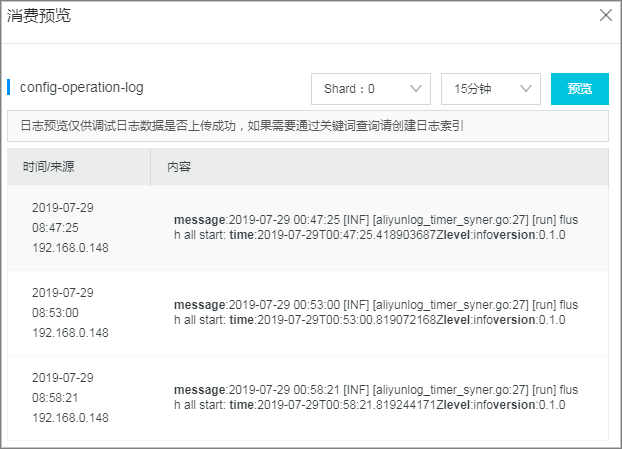 消费预览
config-operation-log
Shard：0
15分钟
预览
日志预览仅供调试日志数据是否上传成功，如果需要通过关键词查询请创建日志索引
时间/来源 内容
2019-07-29
08:47:25
192.168.0.148
message:2019-07-29 00:47:25 [INF] [aliyunlog_timer_syner.go:27] [run] flus
h all start: time:2019-07-29T00:47:25.418903687Zlevel:infoversion:0.1.0
2019-07-29
08:53:00
192.168.0.148
message:2019-07-29 00:53:00 [INF] [aliyunlog_timer_syner.go:27] [run] flus
h all start: time:2019-07-29T00:53:00.819072168Zlevel:infoversion:0.1.0
2019-07-29
08:58:21
192.168.0.148
message:2019-07-29 00:58:21 [INF] [aliyunlog_timer_syner.go:27] [run] flus
h all start: time:2019-07-29T00:58:21.819244171Zlevel:infoversion:0.1.0